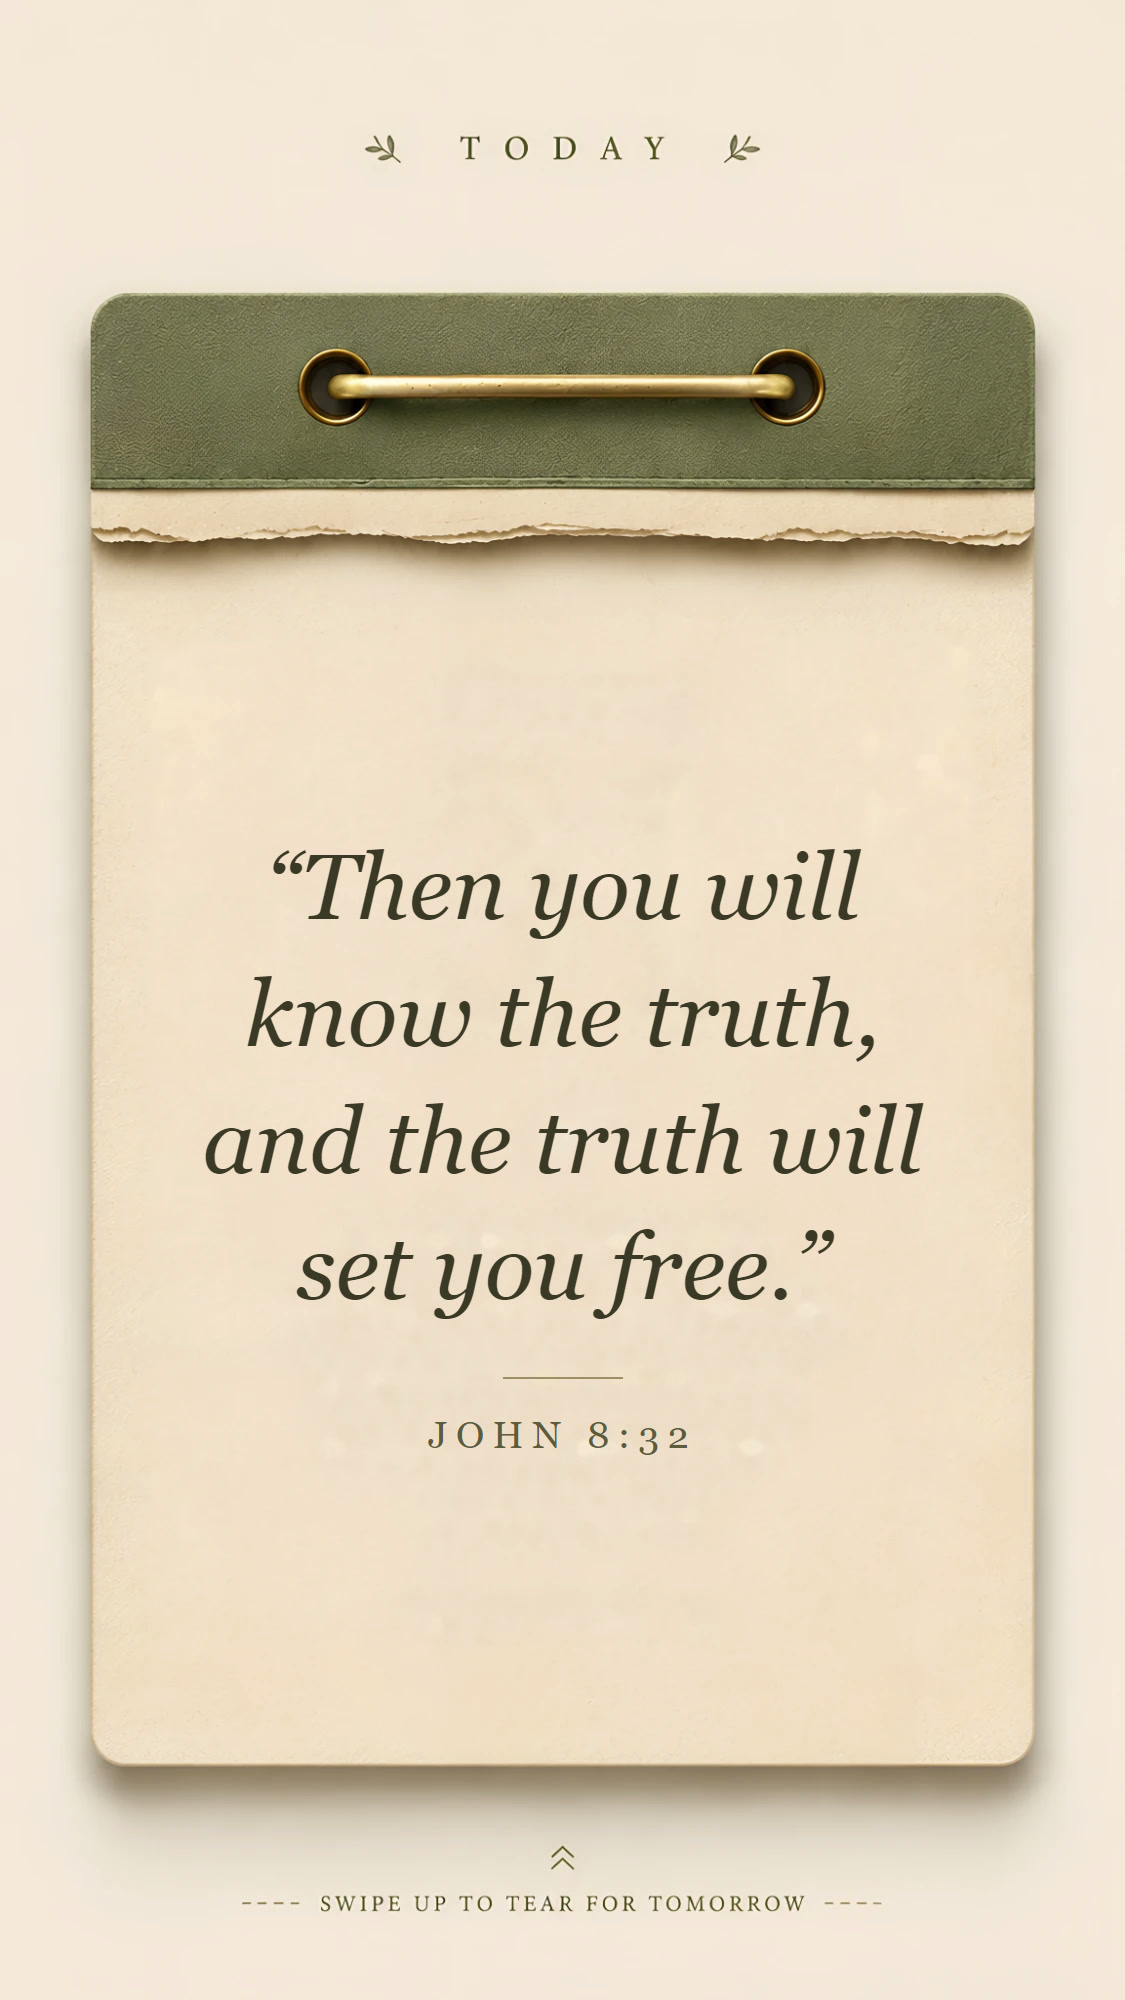 TODAY
“Then you will
know the truth,
and the truth will
set you free.”
JOHN 8:32
SWIPE UP TO TEAR FOR TOMORROW